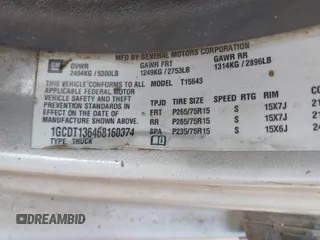 MFD BY GENERAL MOTORS CORPORATION
GM GVWR GAWR FRT GAWR RR
2404KG / 5300LB 1249KG / 2753LB 1314KG / 2896LB
THIS VEHICLE CONFORMS TO ALL T15643
APPLICABLE FEDERAL MOTOR
VEHICLE SAFETY AND THEFT
PREVENTION STANDARDS IN
EFFECT ON THE DATE OF
MANUFACTURE SHOWN ABOVE.
1GCDT136468160374
TYPE: TRUCK
TPJD TIRE SIZE SPEED RTG RIM
FRT P265/75R15 S 15X7J
RR P265/75R15 S 15X7J
SPA P235/75R15 S 15X6J